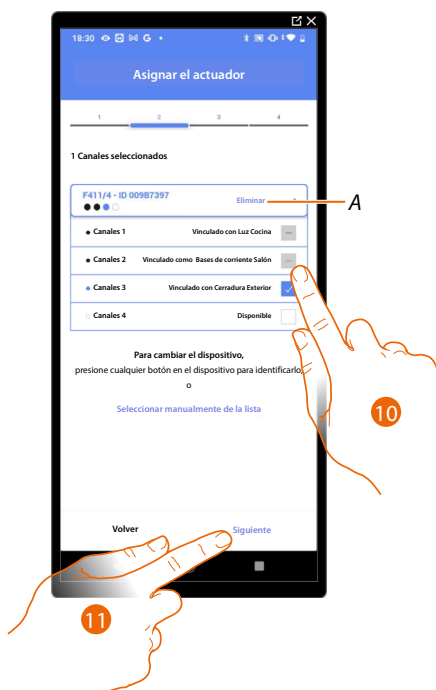 18:30
Asignar el actuador
1 2 3 4
1 Canales seleccionados
F411/4 - ID 009B7397
Eliminar
A
Canales 1 Vinculado con Luz Cocina
Canales 2 Vinculado como Bases de corriente Salón
Canales 3 Vinculado con Cerradura Exterior
Canales 4 Disponible
Para cambiar el dispositivo,
presione cualquier botón en el dispositivo para identificarlo,
o
Seleccionar manualmente de la lista
10
Volver Siguiente
11